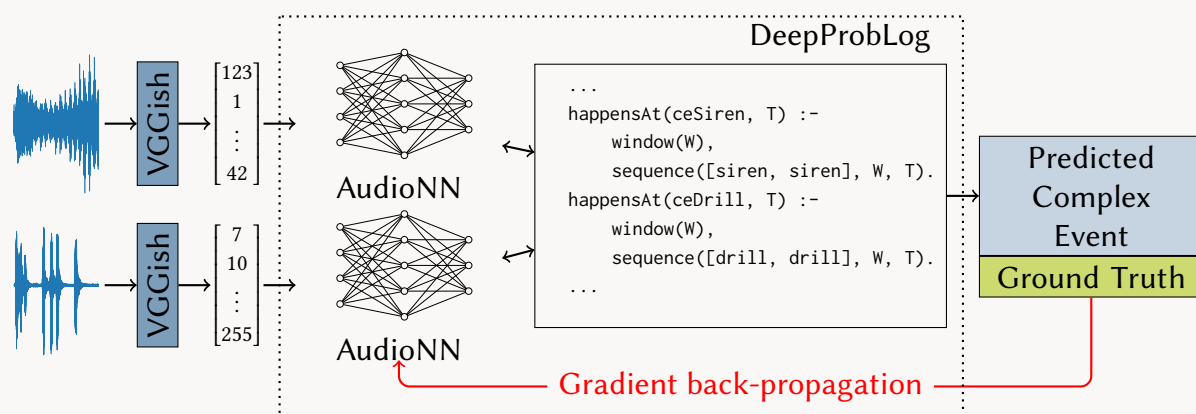 DeepProbLog
VGGish
123
1
⋮
42
AudioNN
VGGish
7
10
⋮
255
AudioNN
...
happensAt(ceSiren, T) :-
window(W),
sequence([siren, siren], W, T).
happensAt(ceDrill, T) :-
window(W),
sequence([drill, drill], W, T).
...
Predicted
Complex
Event
Ground Truth
Gradient back-propagation